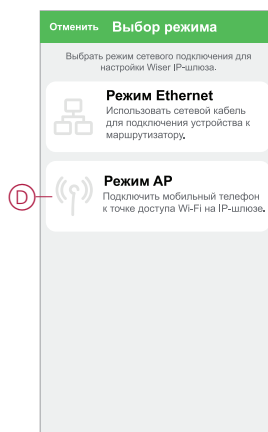 Отменить Выбор режима
Выбрать режим сетевого подключения для
настройки Wiser IP-шлюза.
Режим Ethernet
Использовать сетевой кабель
для подключения устройства к
маршрутизатору.
D
Режим AP
Подключить мобильный телефон
к точке доступа Wi-Fi на IP-шлюзе.